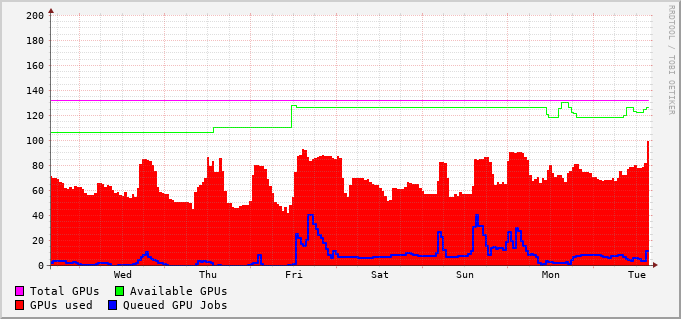 200
180
160
140
120
100
80
60
40
20
0
Wed Thu Fri Sat Sun Mon Tue
Total GPUs Available GPUs
GPUs used Queued GPU Jobs
RRDTOOL / TOBI OETIKER